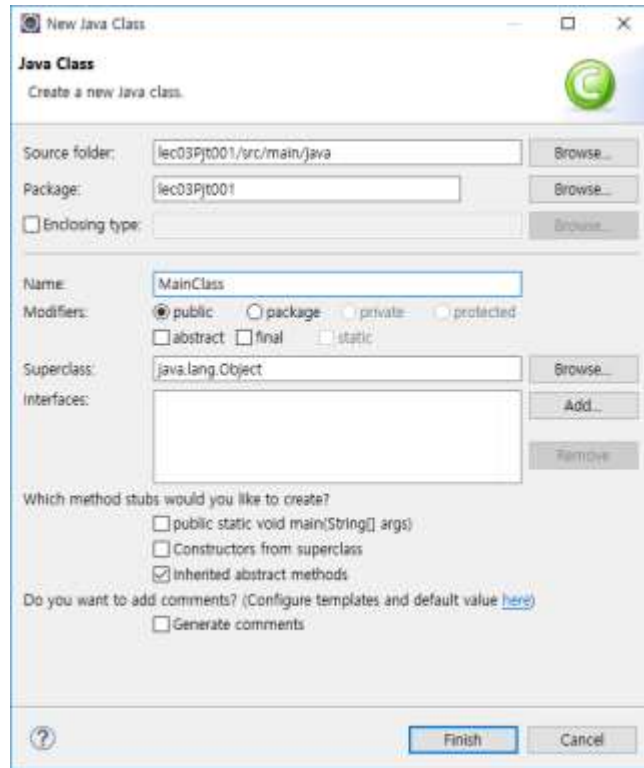 New Java Class
Java Class
Create a new Java class.
Source folder: lec03Pjt001/src/main/java Browse...
Package: lec03Pjt001 Browse...
Enclosing type: Browse...
Name: MainClass
Modifiers: public package private protected
abstract final static
Superclass: java.lang.Object Browse...
Interfaces: Add...
Remove
Which method stubs would you like to create?
public static void main(String[] args)
Constructors from superclass
Inherited abstract methods
Do you want to add comments? (Configure templates and default value here)
Generate comments
? Finish Cancel